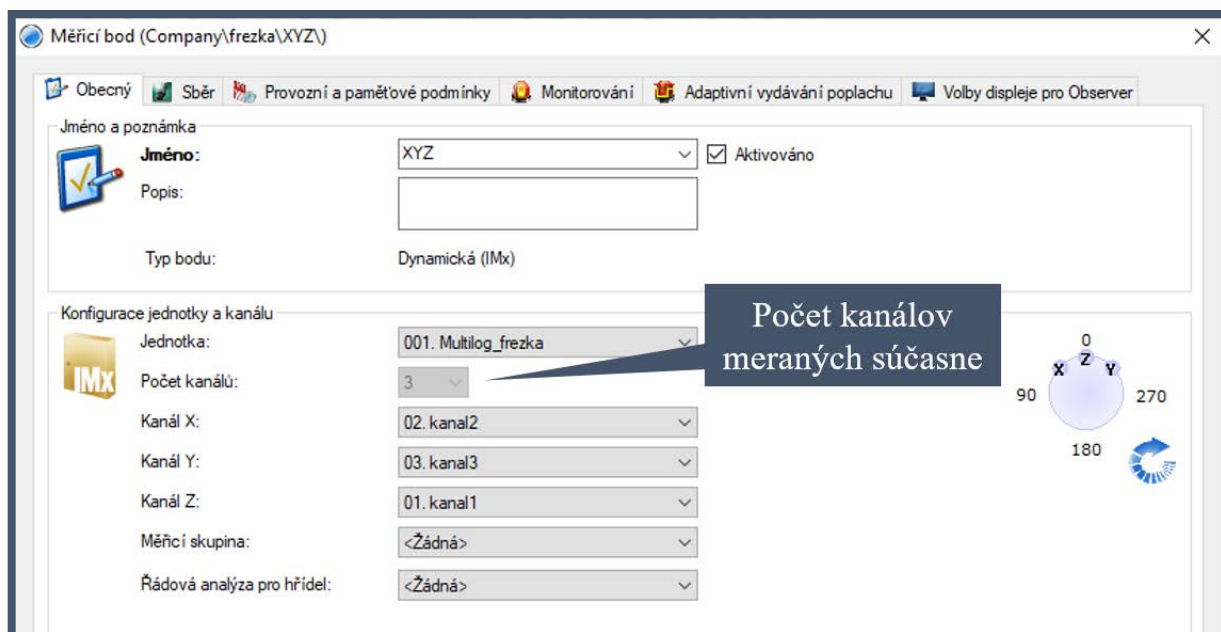 Měřicí bod (Company\frezka\XYZ\)
Obecný Sběr Provozní a paměťové podmínky Monitorování Adaptivní vydávání poplachu Volby displeje pro Observer
Jméno a poznámka
Jméno: XYZ Aktivováno
Popis:
Typ bodu: Dynamická (IMx)
Konfigurace jednotky a kanálu
Jednotka: 001. Multilog_frezka
Počet kanálů: 3
Počet kanálov
meraných súčasne
IMx
Kanál X: 02. kanal2
Kanál Y: 03. kanal3
Kanál Z: 01. kanal1
Měřicí skupina: <Žádná>
Řádová analýza pro hřídel: <Žádná>
0
X Z Y
90 270
180